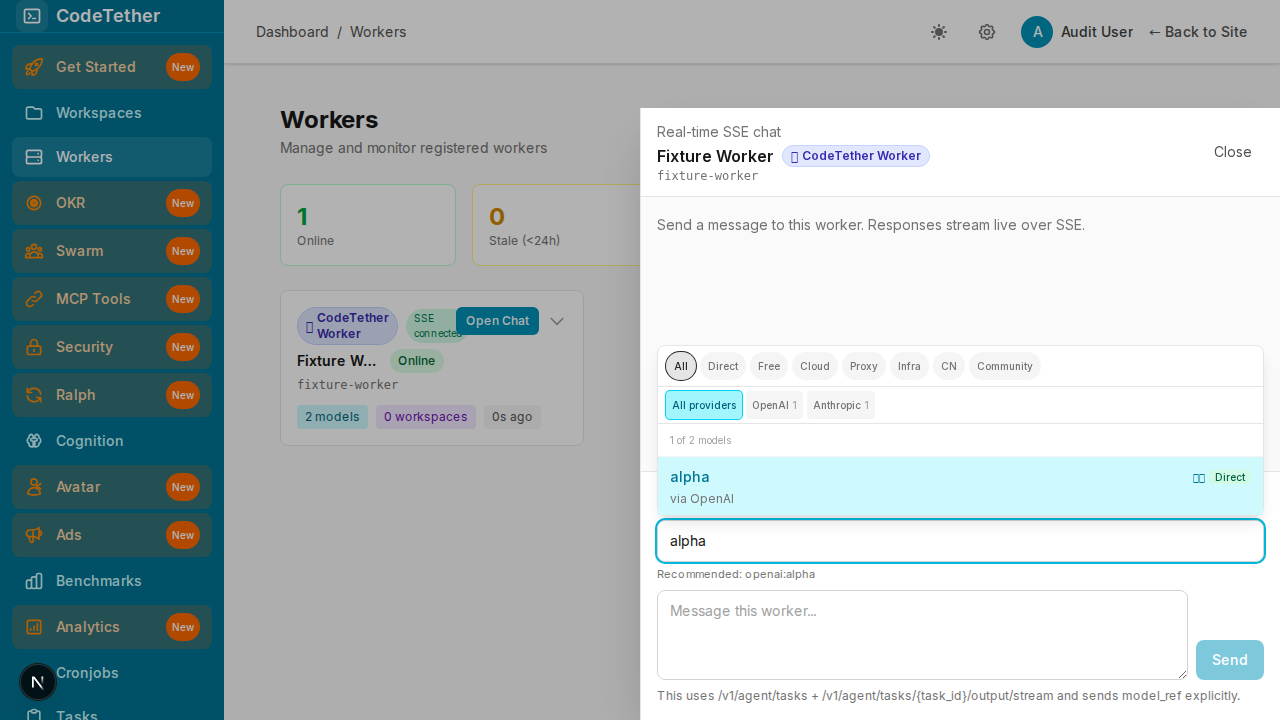 CodeTether
Get Started New
Workspaces
Workers
OKR New
Swarm New
MCP Tools New
Security New
Ralph New
Cognition
Avatar New
Ads New
Benchmarks
Analytics New
Cronjobs
Tasks
N
Dashboard / Workers
A Audit User ← Back to Site
Workers
Manage and monitor registered workers
1
Online
0
Stale (<24h)
CodeTether Worker
SSE connected
Open Chat
Fixture W... Online
fixture-worker
2 models 0 workspaces 0s ago
Real-time SSE chat
Fixture Worker CodeTether Worker
fixture-worker
Close
Send a message to this worker. Responses stream live over SSE.
All Direct Free Cloud Proxy Infra CN Community
All providers OpenAI 1 Anthropic 1
1 of 2 models
alpha Direct
via OpenAI
alpha
Recommended: openai:alpha
Message this worker...
Send
This uses /v1/agent/tasks + /v1/agent/tasks/{task_id}/output/stream and sends model_ref explicitly.